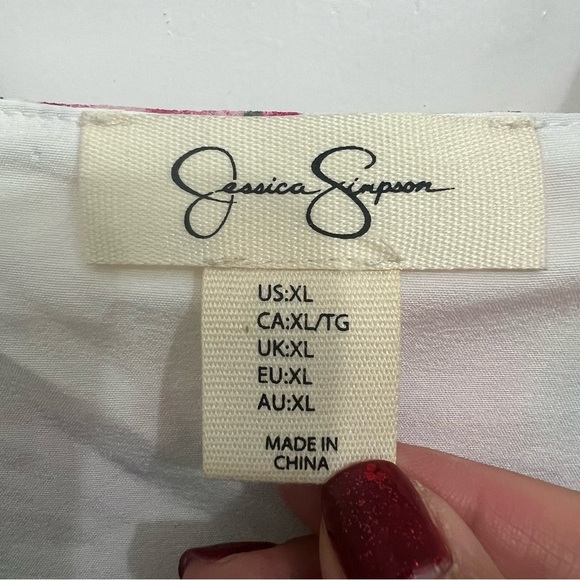 Jessica Simpson
US:XL
CA:XL/TG
UK:XL
EU:XL
AU:XL
MADE IN
CHINA